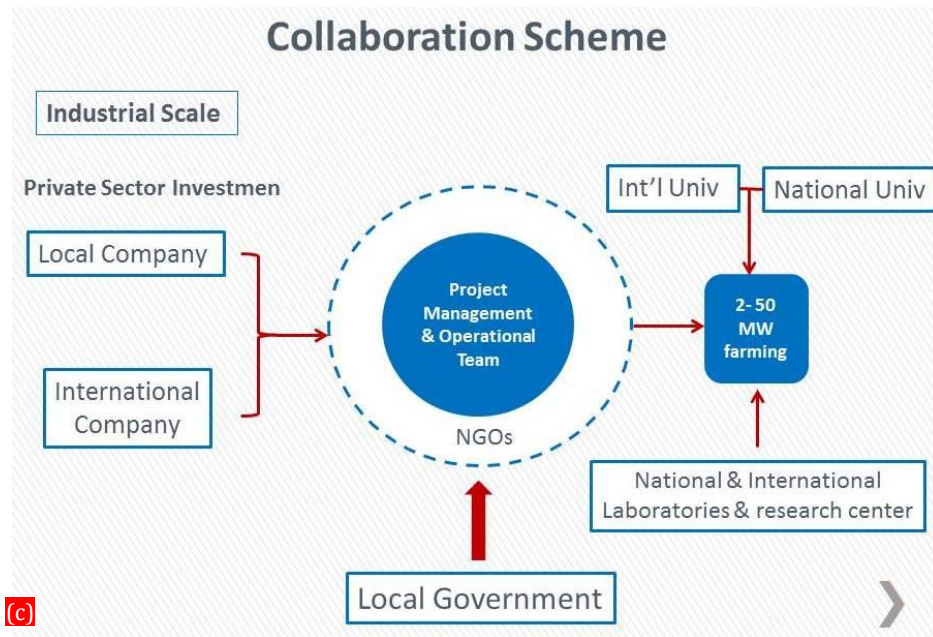 Collaboration Scheme
Industrial Scale
Private Sector Investmen
Int'l Univ
National Univ
Local Company
Project
Management
& Operational
Team
2- 50
MW
farming
International
Company
NGOs
National & International
Laboratories & research center
Local Government
(c)